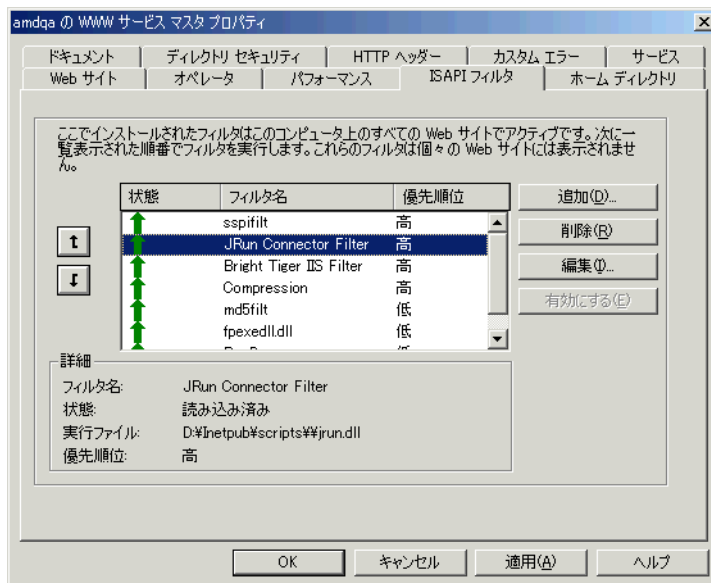 amdqa の WWW サービス マスタ プロパティ
ドキュメント ディレクトリ セキュリティ HTTP ヘッダー カスタム エラー サービス
Web サイト オペレータ パフォーマンス ISAPI フィルタ ホーム ディレクトリ
ここでインストールされたフィルタはこのコンピュータ上のすべての Web サイトでアクティブです。次に一
覧表示された順番でフィルタを実行します。これらのフィルタは個々の Web サイトには表示されませ
ん。
状態 フィルタ名 優先順位
sspifilt 高
JRun Connector Filter 高
Bright Tiger IIS Filter 高
Compression 高
md5filt 低
fpexedll.dll 低
追加(D)...
削除(R)
編集(I)...
有効にする(E)
詳細
フィルタ名: JRun Connector Filter
状態: 読み込み済み
実行ファイル: D:¥Inetpub¥scripts¥¥jrun.dll
優先順位: 高
OK キャンセル 適用(A) ヘルプ